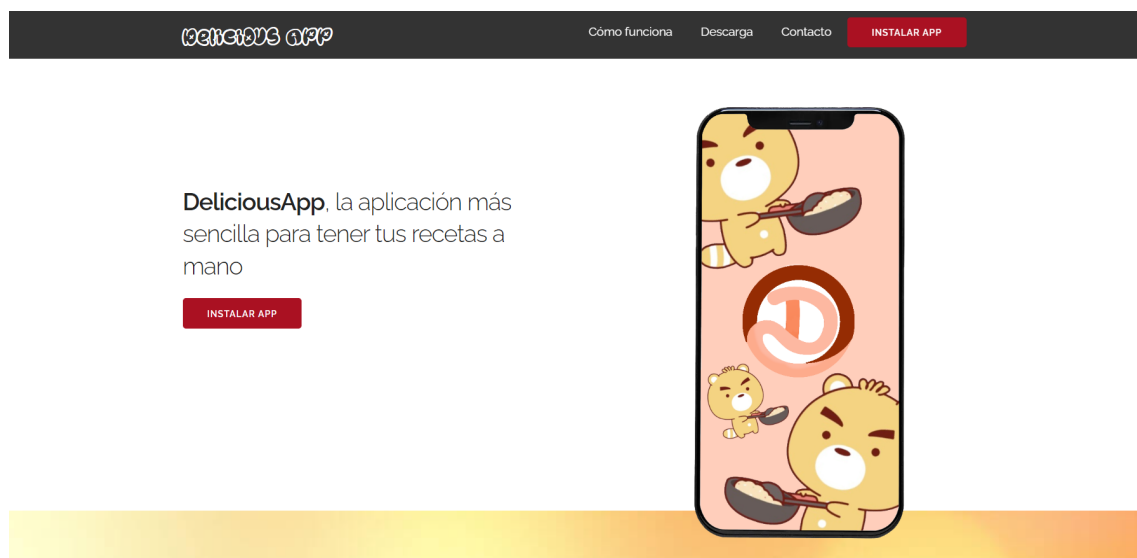 Delicious APP
Cómo funciona
Descarga
Contacto
INSTALAR APP
DeliciousApp, la aplicación más
sencilla para tener tus recetas a
mano
INSTALAR APP
D